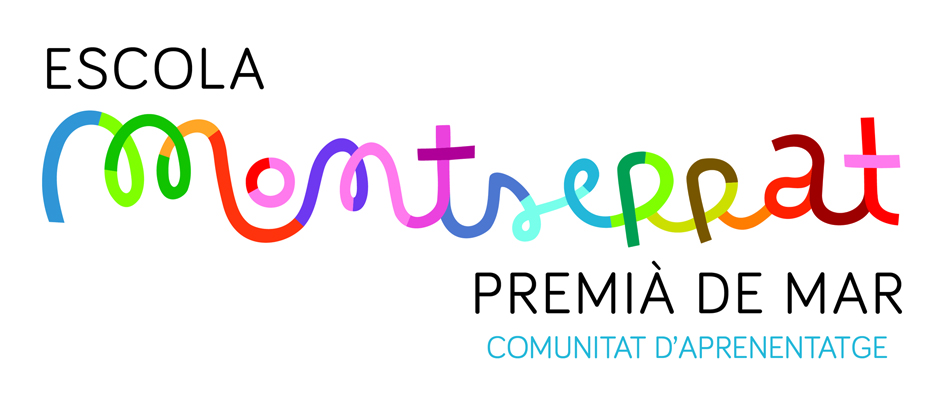 ESCOLA
Montserrat
PREMIÀ DE MAR
COMUNITAT D'APRENENTATGE